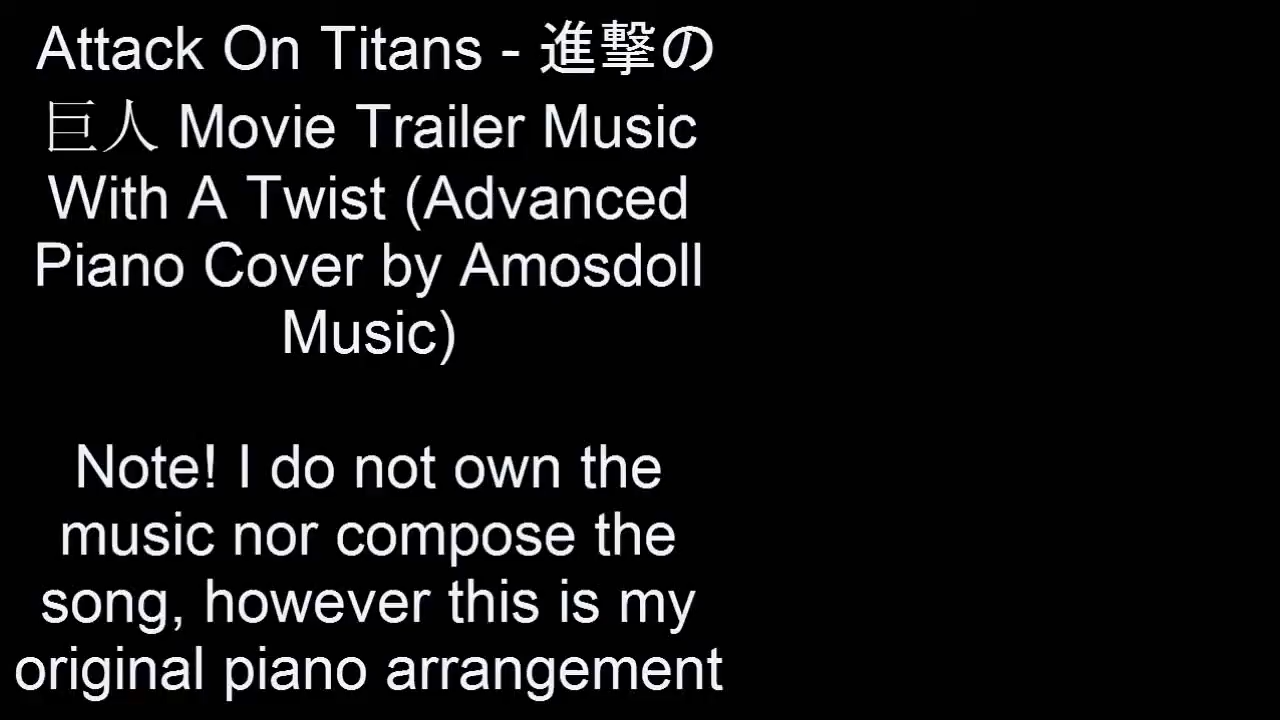 Attack On Titans - 進撃の
巨人 Movie Trailer Music
With A Twist (Advanced
Piano Cover by Amosdoll
Music)
Note! I do not own the
music nor compose the
song, however this is my
original piano arrangement